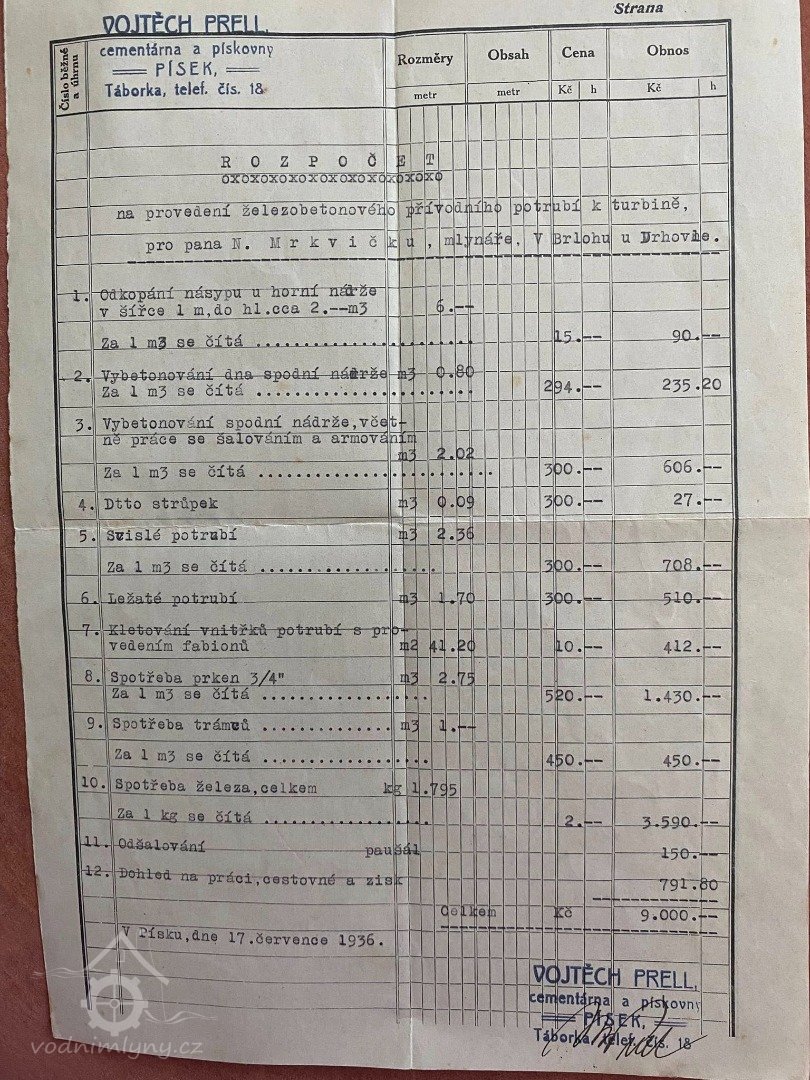 Strana
VOJTĚCH PRELL,
cementárna a pískovny
PÍSEK,
Táborka, telef. čís. 18
Číslo běžné a úhrnu
Rozměry Obsah Cena Obnos
metr metr Kč h Kč h
R O Z P O Č E T
oxoxoxoxoxoxoxoxoxoxoxoxo
na provedení železobetonového přívodního potrubí k turbině,
pro pana N. M r k v i č k u , mlynáře, V Brlohu u Drhovle.
1. Odkopání násypu u horní nádrže
v šířce 1 m,do hl.cca 2.--m3 6.--
Za 1 m3 se čítá ....................... 15.-- 90.--
2. Vybetonování dna spodní nádrže m3 0.80
Za 1 m3 se čítá ....................... 294.-- 235.20
3. Vybetonování spodní nádrže,včet-
ně práce se šalováním a armováním
m3 2.02
Za 1 m3 se čítá ......................... 300.-- 606.--
4. Dtto strůpek m3 0.09 300.-- 27.--
5. Svislé potrubí m3 2.36
Za 1 m3 se čítá ................... 300.-- 708.--
6. Ležaté potrubí m3 1.70 300.-- 510.--
7. Kletování vnitřků potrubí s pro-
vedením fabionů m2 41.20 10.-- 412.--
8. Spotřeba prken 3/4" m3 2.75
Za 1 m3 se čítá .................. 520.-- 1.430.--
9. Spotřeba trámců .............. m3 1.--
Za 1 m3 se čítá .................. 450.-- 450.--
10. Spotřeba železa,celkem kg 1.795
Za 1 kg se čítá .................. 2.-- 3.590.--
11. Odšalování paušál 150.--
12. Dohled na práci,cestovné a zisk 791.80
Celkem Kč 9.000.--
V Písku,dne 17.července 1936.
VOJTĚCH PRELL,
cementárna a pískovny
PÍSEK,
Táborka, telef. čís. 18
vodnimlyny.cz